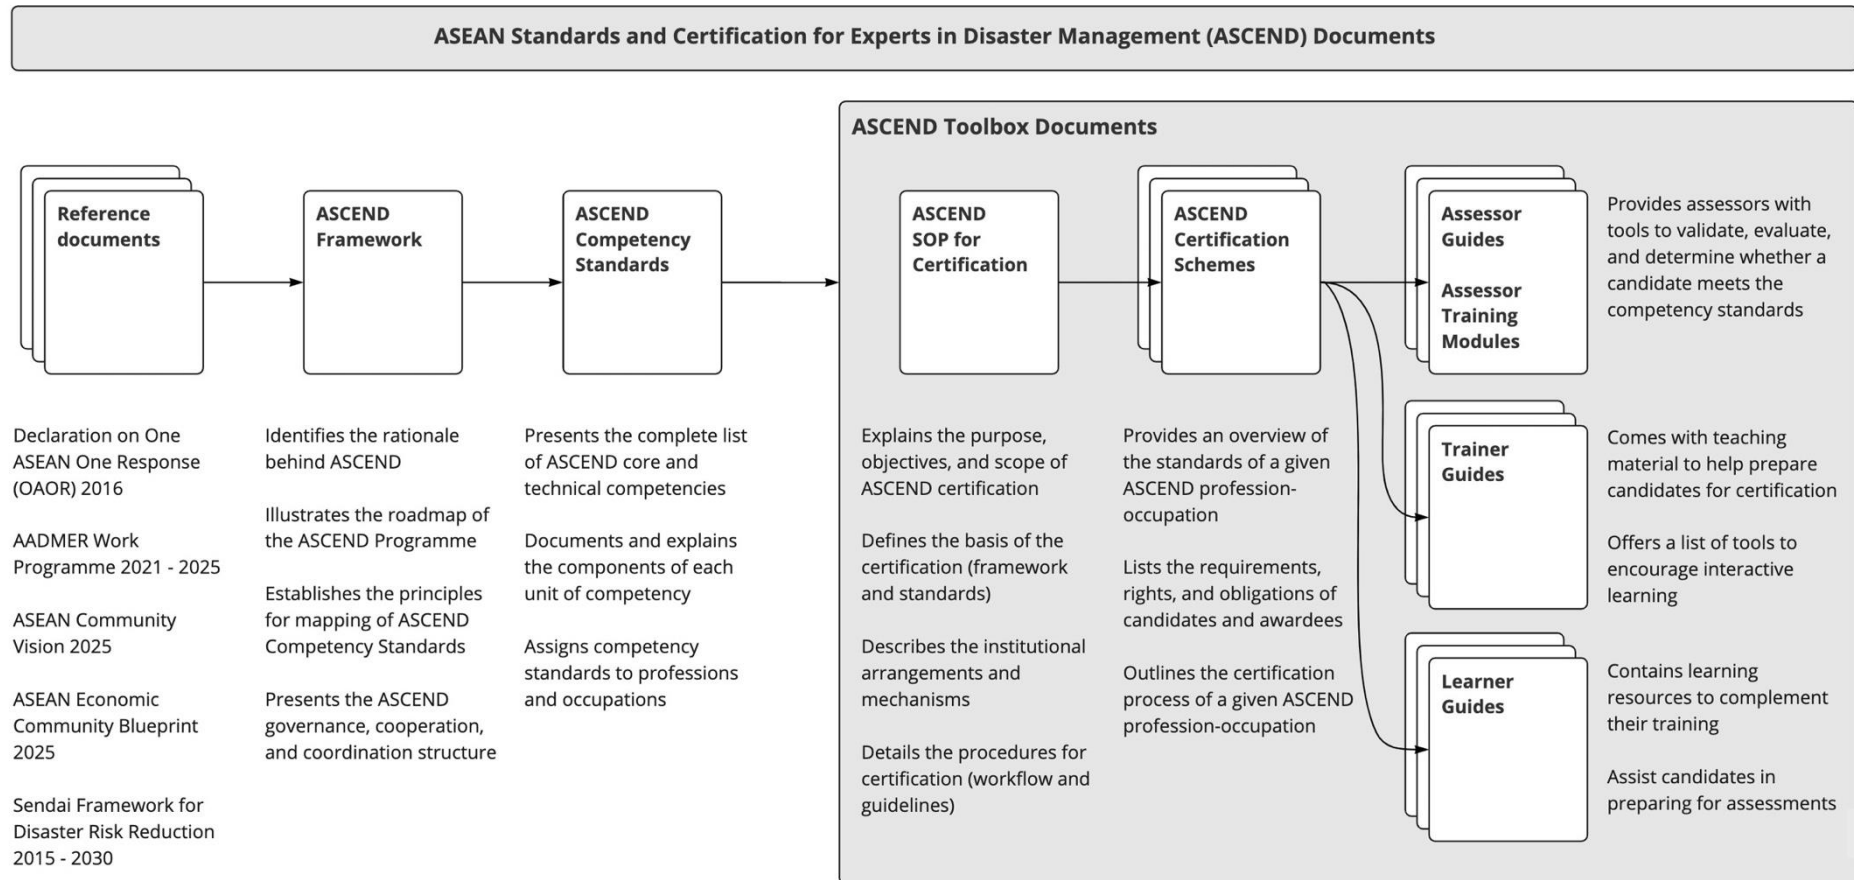 ASEAN Standards and Certification for Experts in Disaster Management (ASCEND) Documents
ASCEND Toolbox Documents
Reference
documents
ASCEND
Framework
ASCEND
Competency
Standards
ASCEND
SOP for
Certification
ASCEND
Certification
Schemes
Assessor
Guides
Assessor
Training
Modules
Provides assessors with
tools to validate, evaluate,
and determine whether a
candidate meets the
competency standards
Trainer
Guides
Comes with teaching
material to help prepare
candidates for certification
Offers a list of tools to
encourage interactive
learning
Learner
Guides
Contains learning
resources to complement
their training
Assist candidates in
preparing for assessments
Declaration on One
ASEAN One Response
(OAOR) 2016
AADMER Work
Programme 2021 - 2025
ASEAN Community
Vision 2025
ASEAN Economic
Community Blueprint
2025
Sendai Framework for
Disaster Risk Reduction
2015 - 2030
Identifies the rationale
behind ASCEND
Illustrates the roadmap of
the ASCEND Programme
Establishes the principles
for mapping of ASCEND
Competency Standards
Presents the ASCEND
governance, cooperation,
and coordination structure
Presents the complete list
of ASCEND core and
technical competencies
Documents and explains
the components of each
unit of competency
Assigns competency
standards to professions
and occupations
Explains the purpose,
objectives, and scope of
ASCEND certification
Defines the basis of the
certification (framework
and standards)
Describes the institutional
arrangements and
mechanisms
Details the procedures for
certification (workflow and
guidelines)
Provides an overview of
the standards of a given
ASCEND profession-
occupation
Lists the requirements,
rights, and obligations of
candidates and awardees
Outlines the certification
process of a given ASCEND
profession-occupation